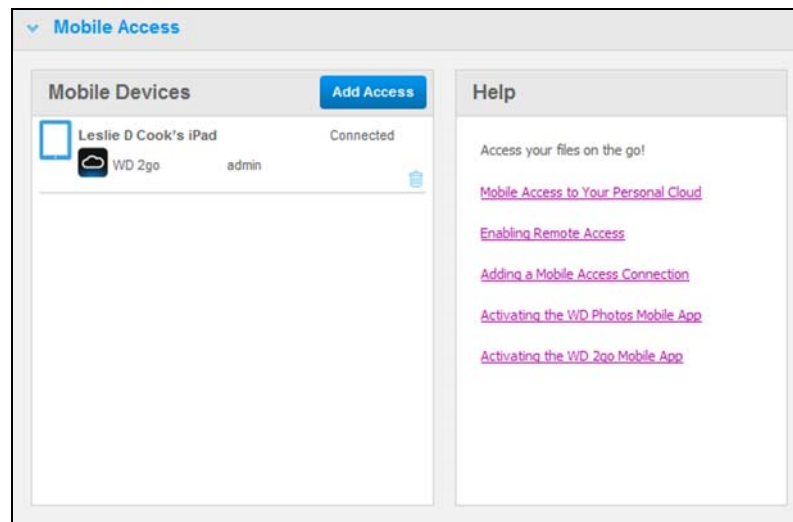 Mobile Access
Mobile Devices
Add Access
Leslie D Cook's iPad
Connected
WD 2go
admin
Help
Access your files on the go!
Mobile Access to Your Personal Cloud
Enabling Remote Access
Adding a Mobile Access Connection
Activating the WD Photos Mobile App
Activating the WD 2go Mobile App